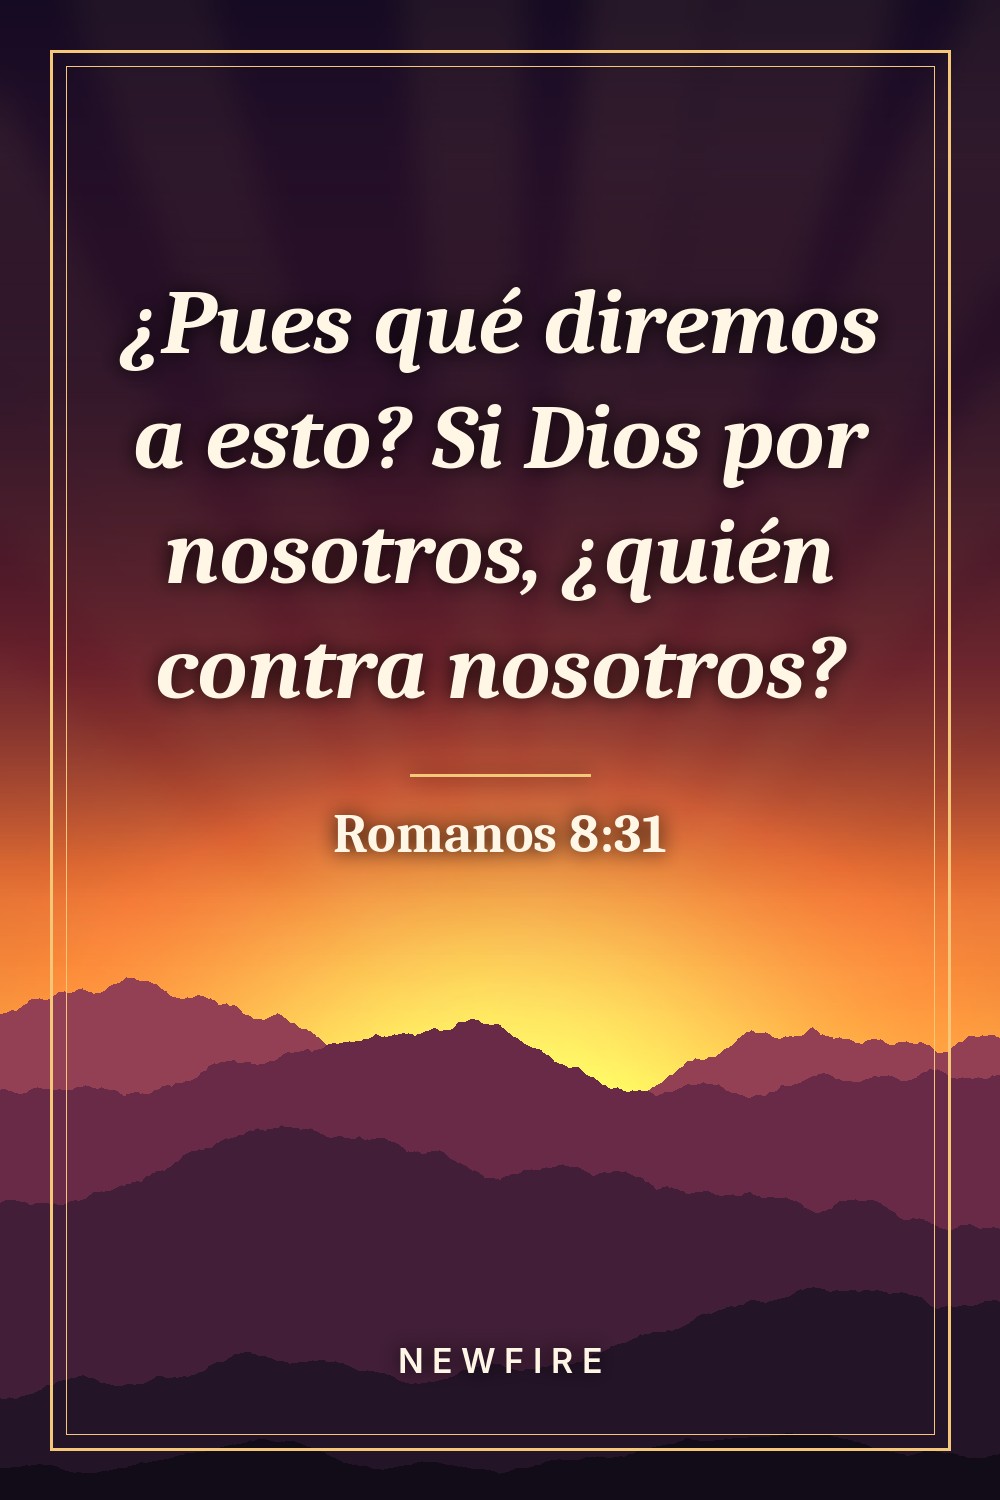 ¿Pues qué diremos
a esto? Si Dios por
nosotros, ¿quién
contra nosotros?
Romanos 8:31
NEWFIRE